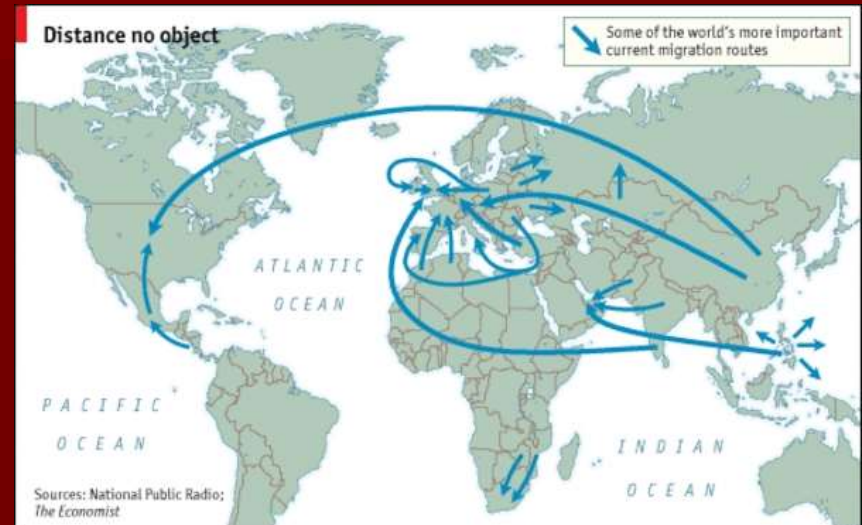 Distance no object
Some of the world's more important
current migration routes
ATLANTIC
OCEAN
PACIFIC
OCEAN
INDIAN
OCEAN
Sources: National Public Radio;
The Economist